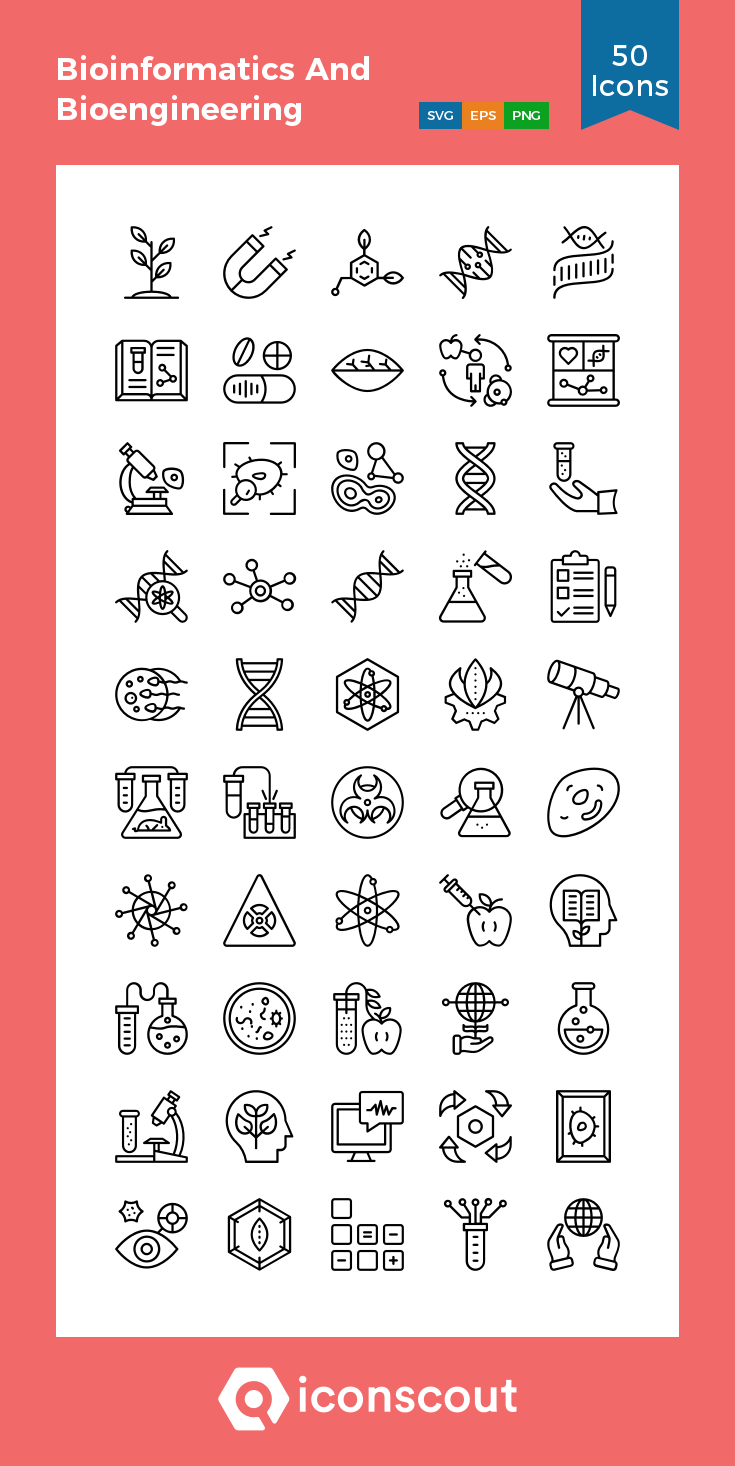 Bioinformatics And
Bioengineering
SVG EPS PNG
50
Icons
iconscout